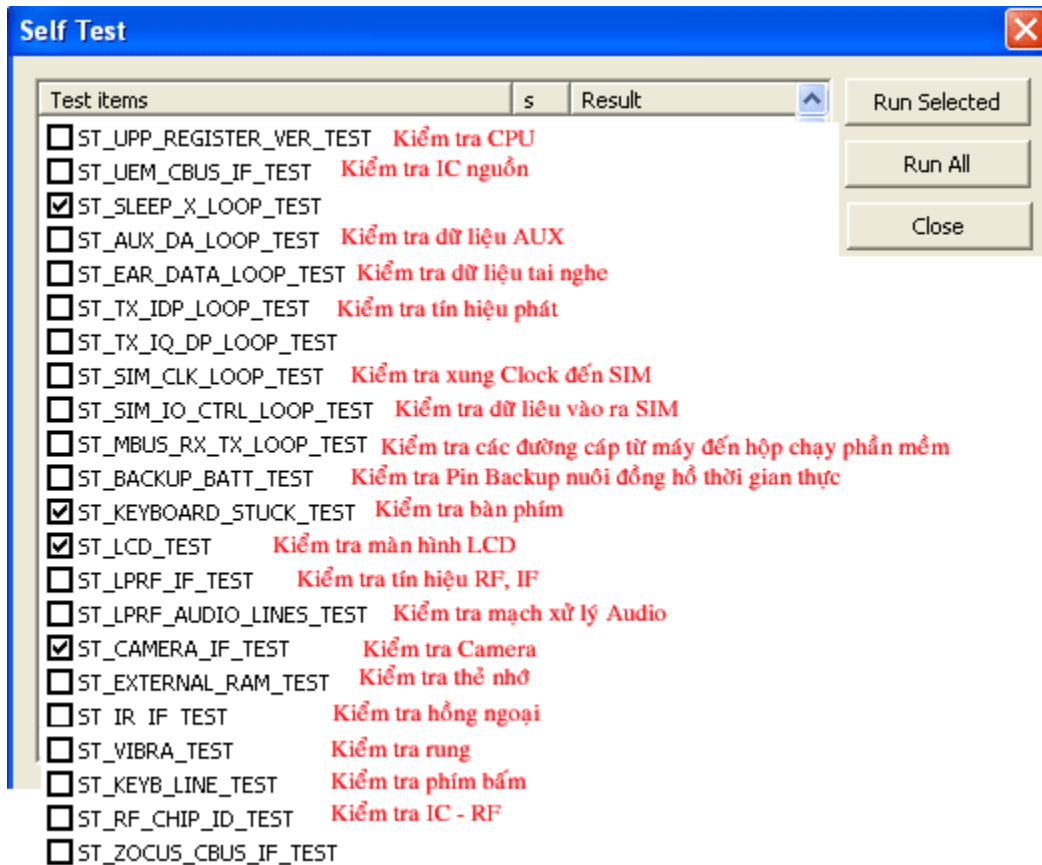 Self Test
Test items s Result
Run Selected
Run All
Close
ST_UPP_REGISTER_VER_TEST Kiểm tra CPU
ST_UEM_CBUS_IF_TEST Kiểm tra IC nguồn
ST_SLEEP_X_LOOP_TEST
ST_AUX_DA_LOOP_TEST Kiểm tra dữ liệu AUX
ST_EAR_DATA_LOOP_TEST Kiểm tra dữ liệu tai nghe
ST_TX_IDP_LOOP_TEST Kiểm tra tín hiệu phát
ST_TX_IQ_DP_LOOP_TEST
ST_SIM_CLK_LOOP_TEST Kiểm tra xung Clock đến SIM
ST_SIM_IO_CTRL_LOOP_TEST Kiểm tra dữ liêu vào ra SIM
ST_MBUS_RX_TX_LOOP_TEST Kiểm tra các đường cáp từ máy đến hộp chạy phần mềm
ST_BACKUP_BATT_TEST Kiểm tra Pin Backup nuôi đồng hồ thời gian thực
ST_KEYBOARD_STUCK_TEST Kiểm tra bàn phím
ST_LCD_TEST Kiểm tra màn hình LCD
ST_LPRF_IF_TEST Kiểm tra tín hiệu RF, IF
ST_LPRF_AUDIO_LINES_TEST Kiểm tra mạch xử lý Audio
ST_CAMERA_IF_TEST Kiểm tra Camera
ST_EXTERNAL_RAM_TEST Kiểm tra thẻ nhớ
ST IR IF TEST Kiểm tra hồng ngoại
ST_VIBRA_TEST Kiểm tra rung
ST_KEYB_LINE_TEST Kiểm tra phím bấm
ST_RF_CHIP_ID_TEST Kiểm tra IC - RF
ST_ZOCUS_CBUS_IF_TEST